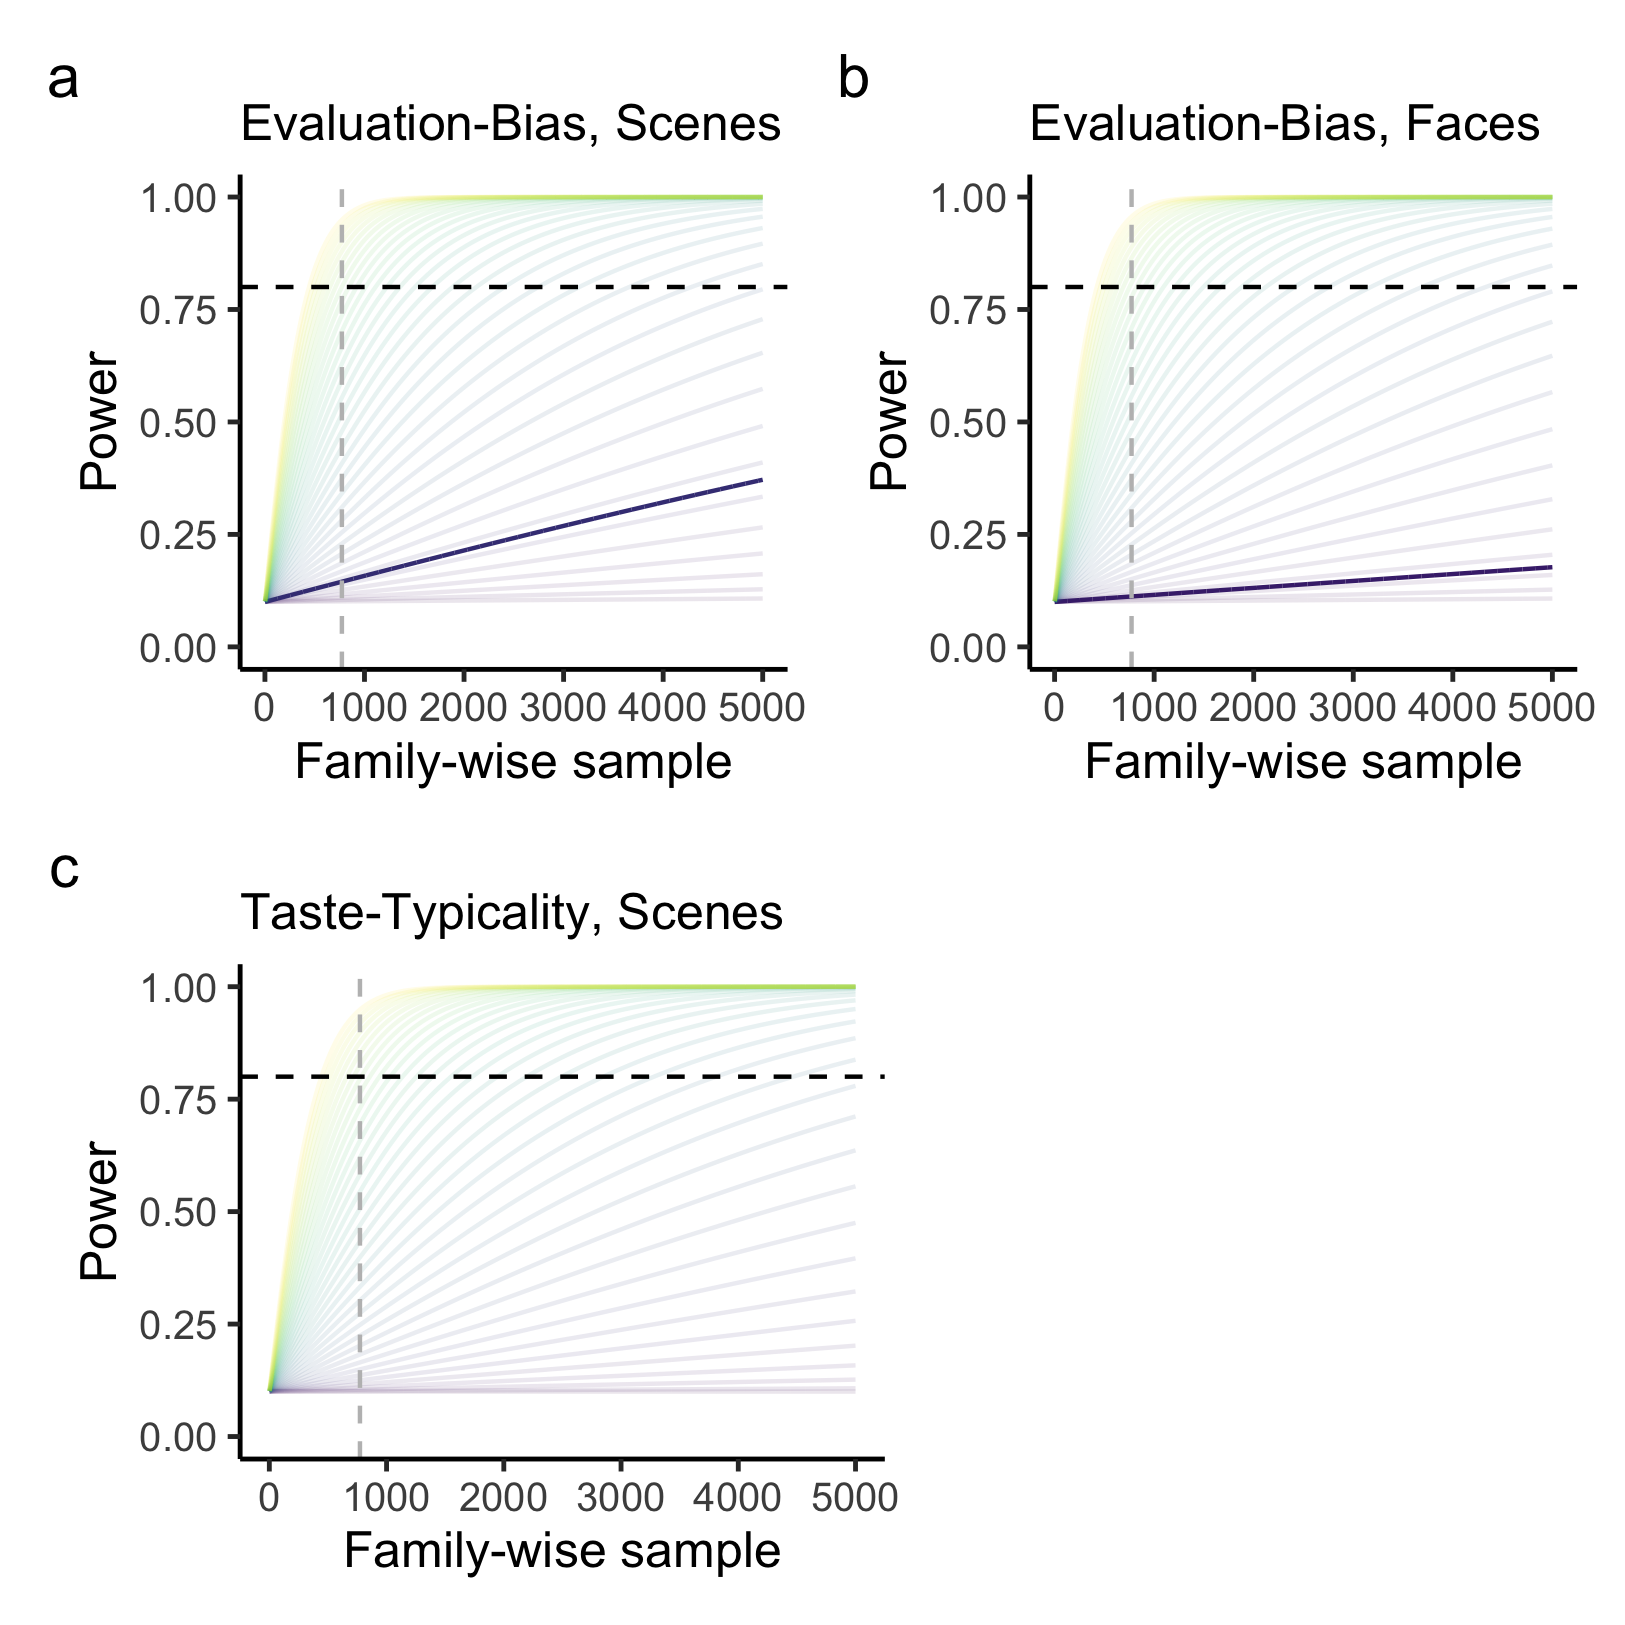 a
Evaluation-Bias, Scenes
1.00
0.75
0.50
0.25
0.00
Power
0 1000 2000 3000 4000 5000
Family-wise sample
b
Evaluation-Bias, Faces
1.00
0.75
0.50
0.25
0.00
Power
0 1000 2000 3000 4000 5000
Family-wise sample
c
Taste-Typicality, Scenes
1.00
0.75
0.50
0.25
0.00
Power
0 1000 2000 3000 4000 5000
Family-wise sample